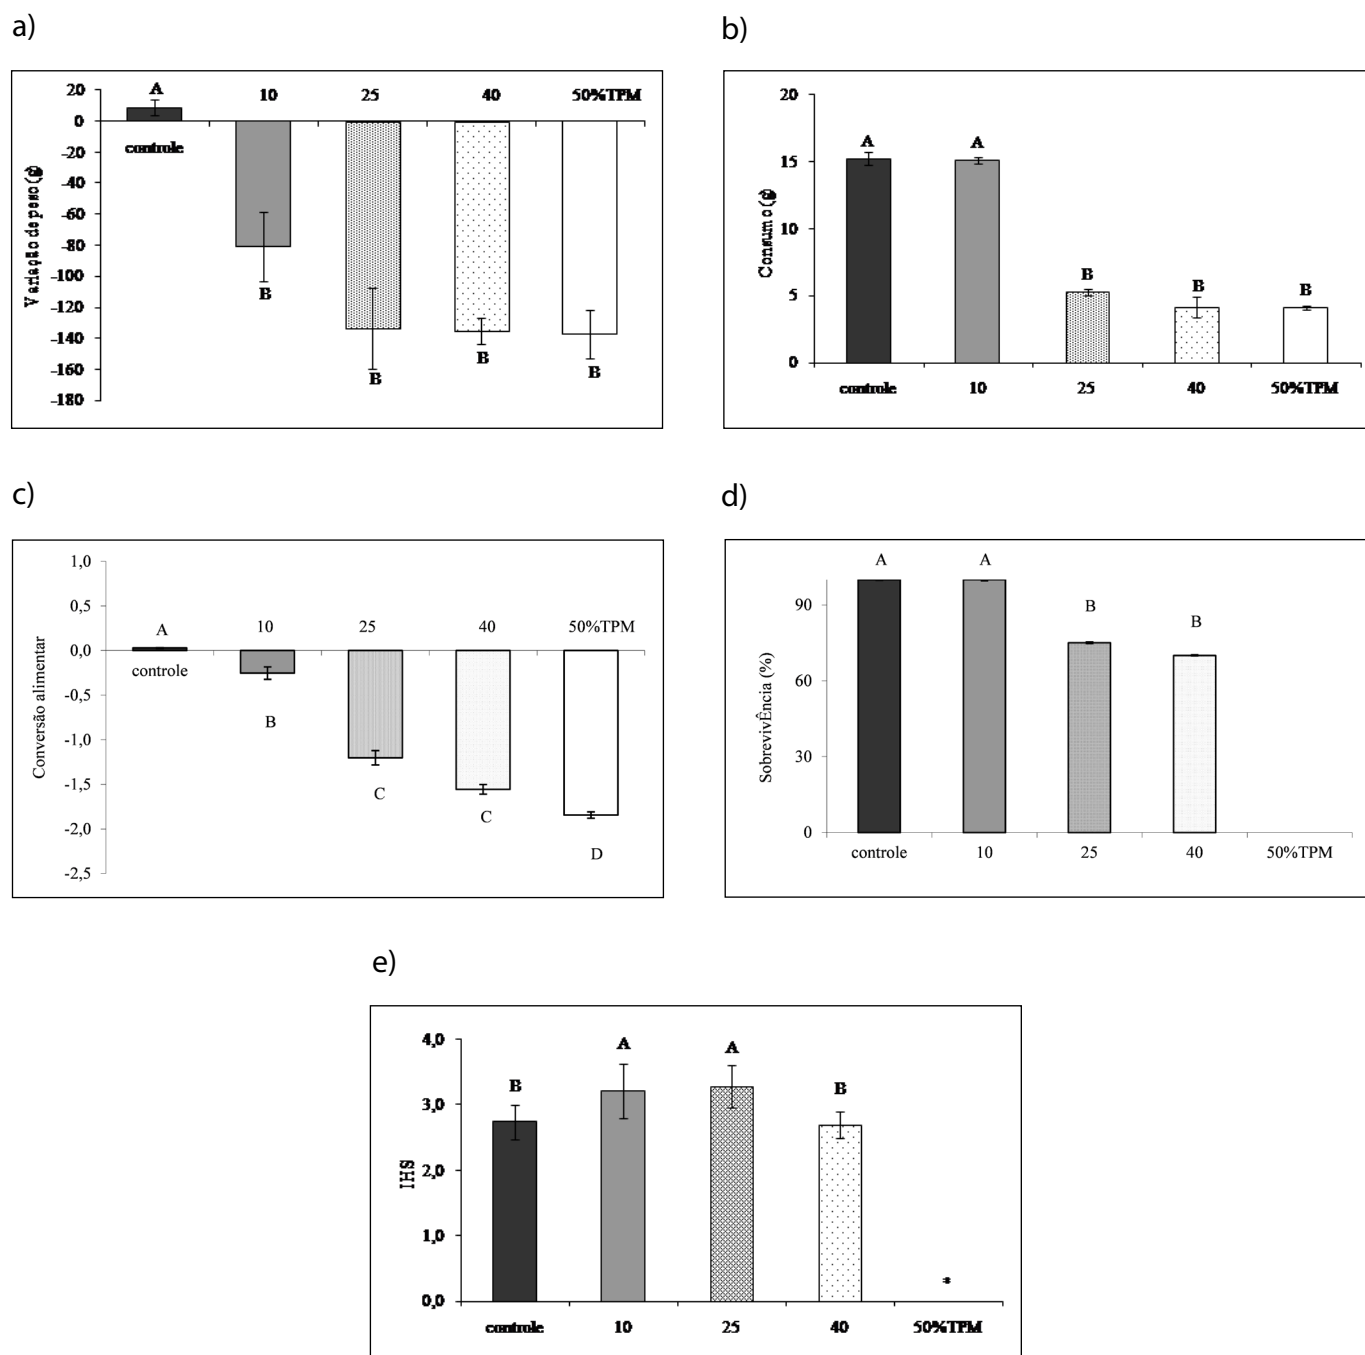 a)
Variação de peso (g)
20
0
-20
-40
-60
-80
-100
-120
-140
-160
-180
A
controle
10
25
40
50%TPM
B
B
B
B
b)
Consumo (g)
20
15
10
5
0
A
A
B
B
B
controle
10
25
40
50%TPM
c)
Conversão alimentar
1,0
0,5
0,0
-0,5
-1,0
-1,5
-2,0
-2,5
A
controle
10
25
40
50%TPM
B
C
C
D
d)
SobrevivÊncia (%)
90
60
30
0
A
A
B
B
controle
10
25
40
50%TPM
e)
IHS
4,0
3,0
2,0
1,0
0,0
B
A
A
B
*
controle
10
25
40
50%TPM